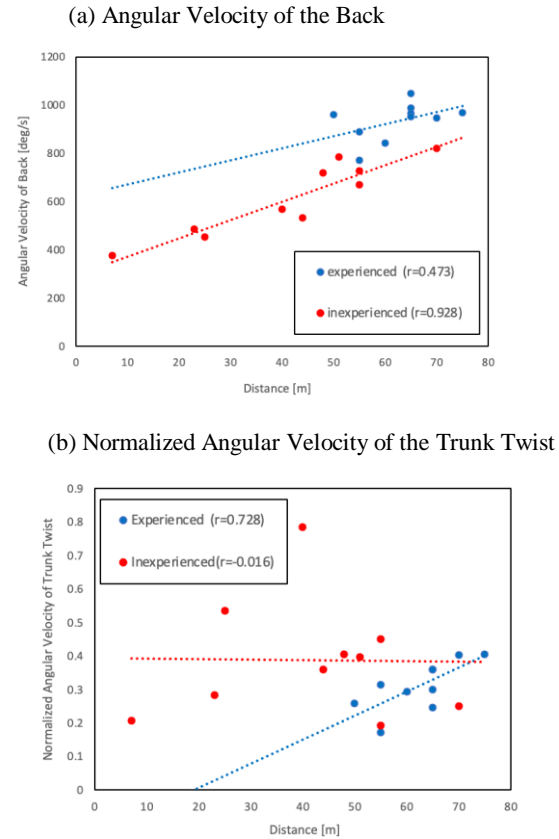 (a) Angular Velocity of the Back
1200
1000
800
600
400
200
0
Angular Velocity of Back [deg/s]
experienced (r=0.473)
inexperienced (r=0.928)
0 10 20 30 40 50 60 70 80
Distance [m]
(b) Normalized Angular Velocity of the Trunk Twist
0.9
0.8
0.7
0.6
0.5
0.4
0.3
0.2
0.1
0
Normalized Angular Velocity of Trunk Twist
Experienced (r=0.728)
Inexperienced(r=-0.016)
0 10 20 30 40 50 60 70 80
Distance [m]